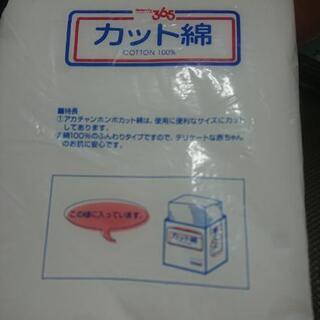 365
カット綿
COTTON 100%
■特長
①アカチャンホンポカット綿は、使用に便利なサイズにカット
してあります。
②綿100%のふんわりタイプですので、デリケートな赤ちゃん
のお肌に安心です。
この様に入っています。
カット綿